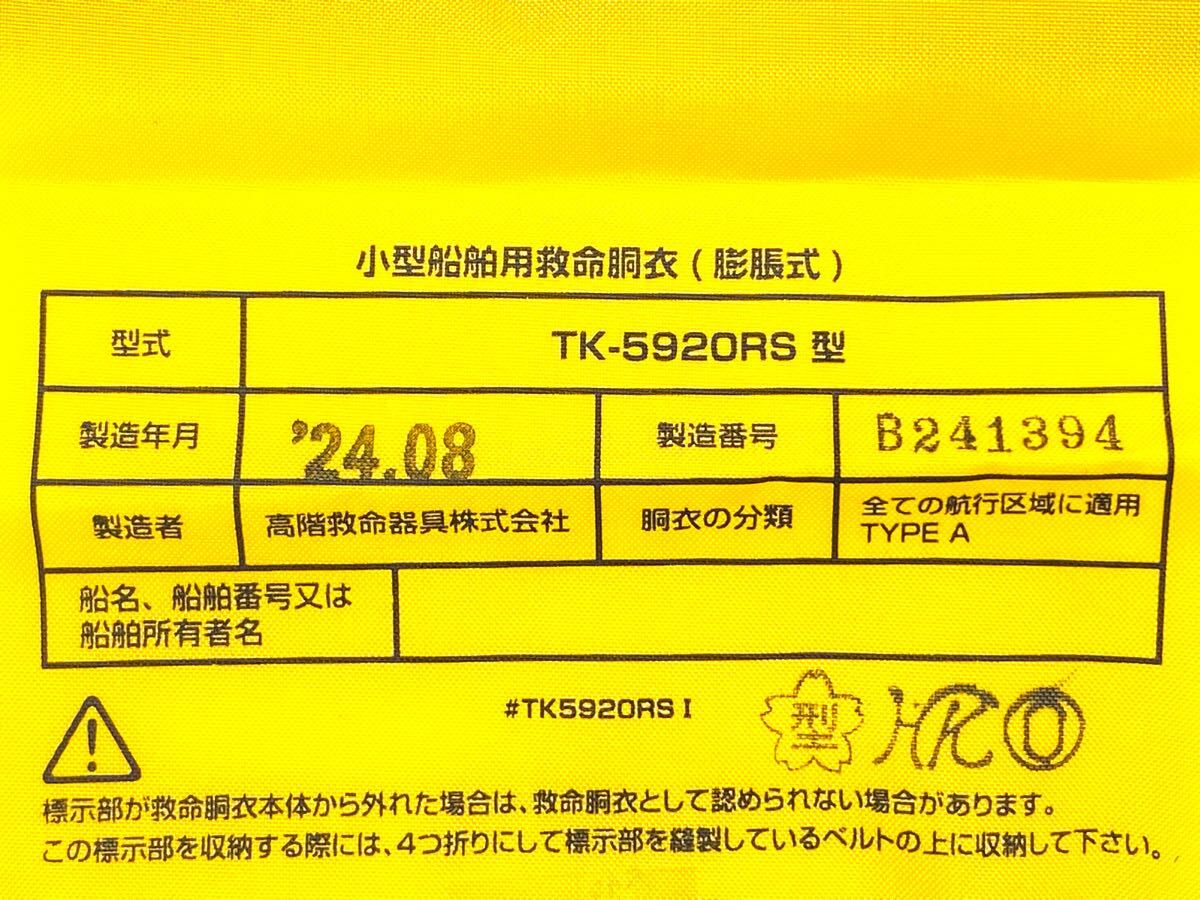 小型船舶用救命胴衣(膨脹式)
型式
TK-5920RS 型
製造年月
'24.08
製造番号
B241394
製造者
高階救命器具株式会社
胴衣の分類
全ての航行区域に適用
TYPE A
船名、船舶番号又は
船舶所有者名
#TK5920RS I
型
HK
標示部が救命胴衣本体から外れた場合は、救命胴衣として認められない場合があります。
この標示部を収納する際には、4つ折りにして標示部を縫製しているベルトの上に収納して下さい。